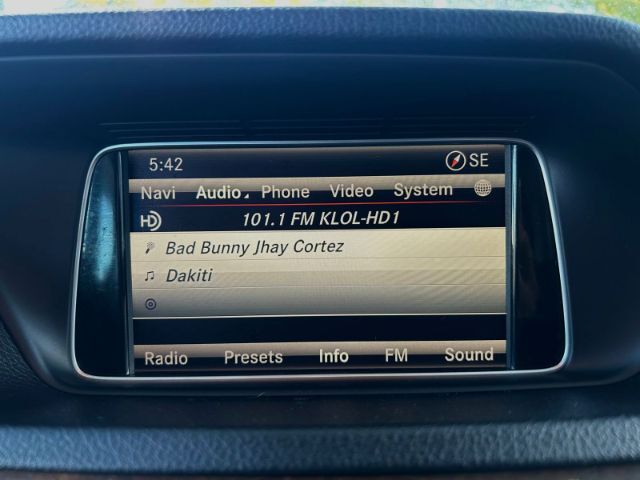 5:42 SE
Navi Audio Phone Video System
HD 101.1 FM KLOL-HD1
Bad Bunny Jhay Cortez
Dakiti
Radio Presets Info FM Sound